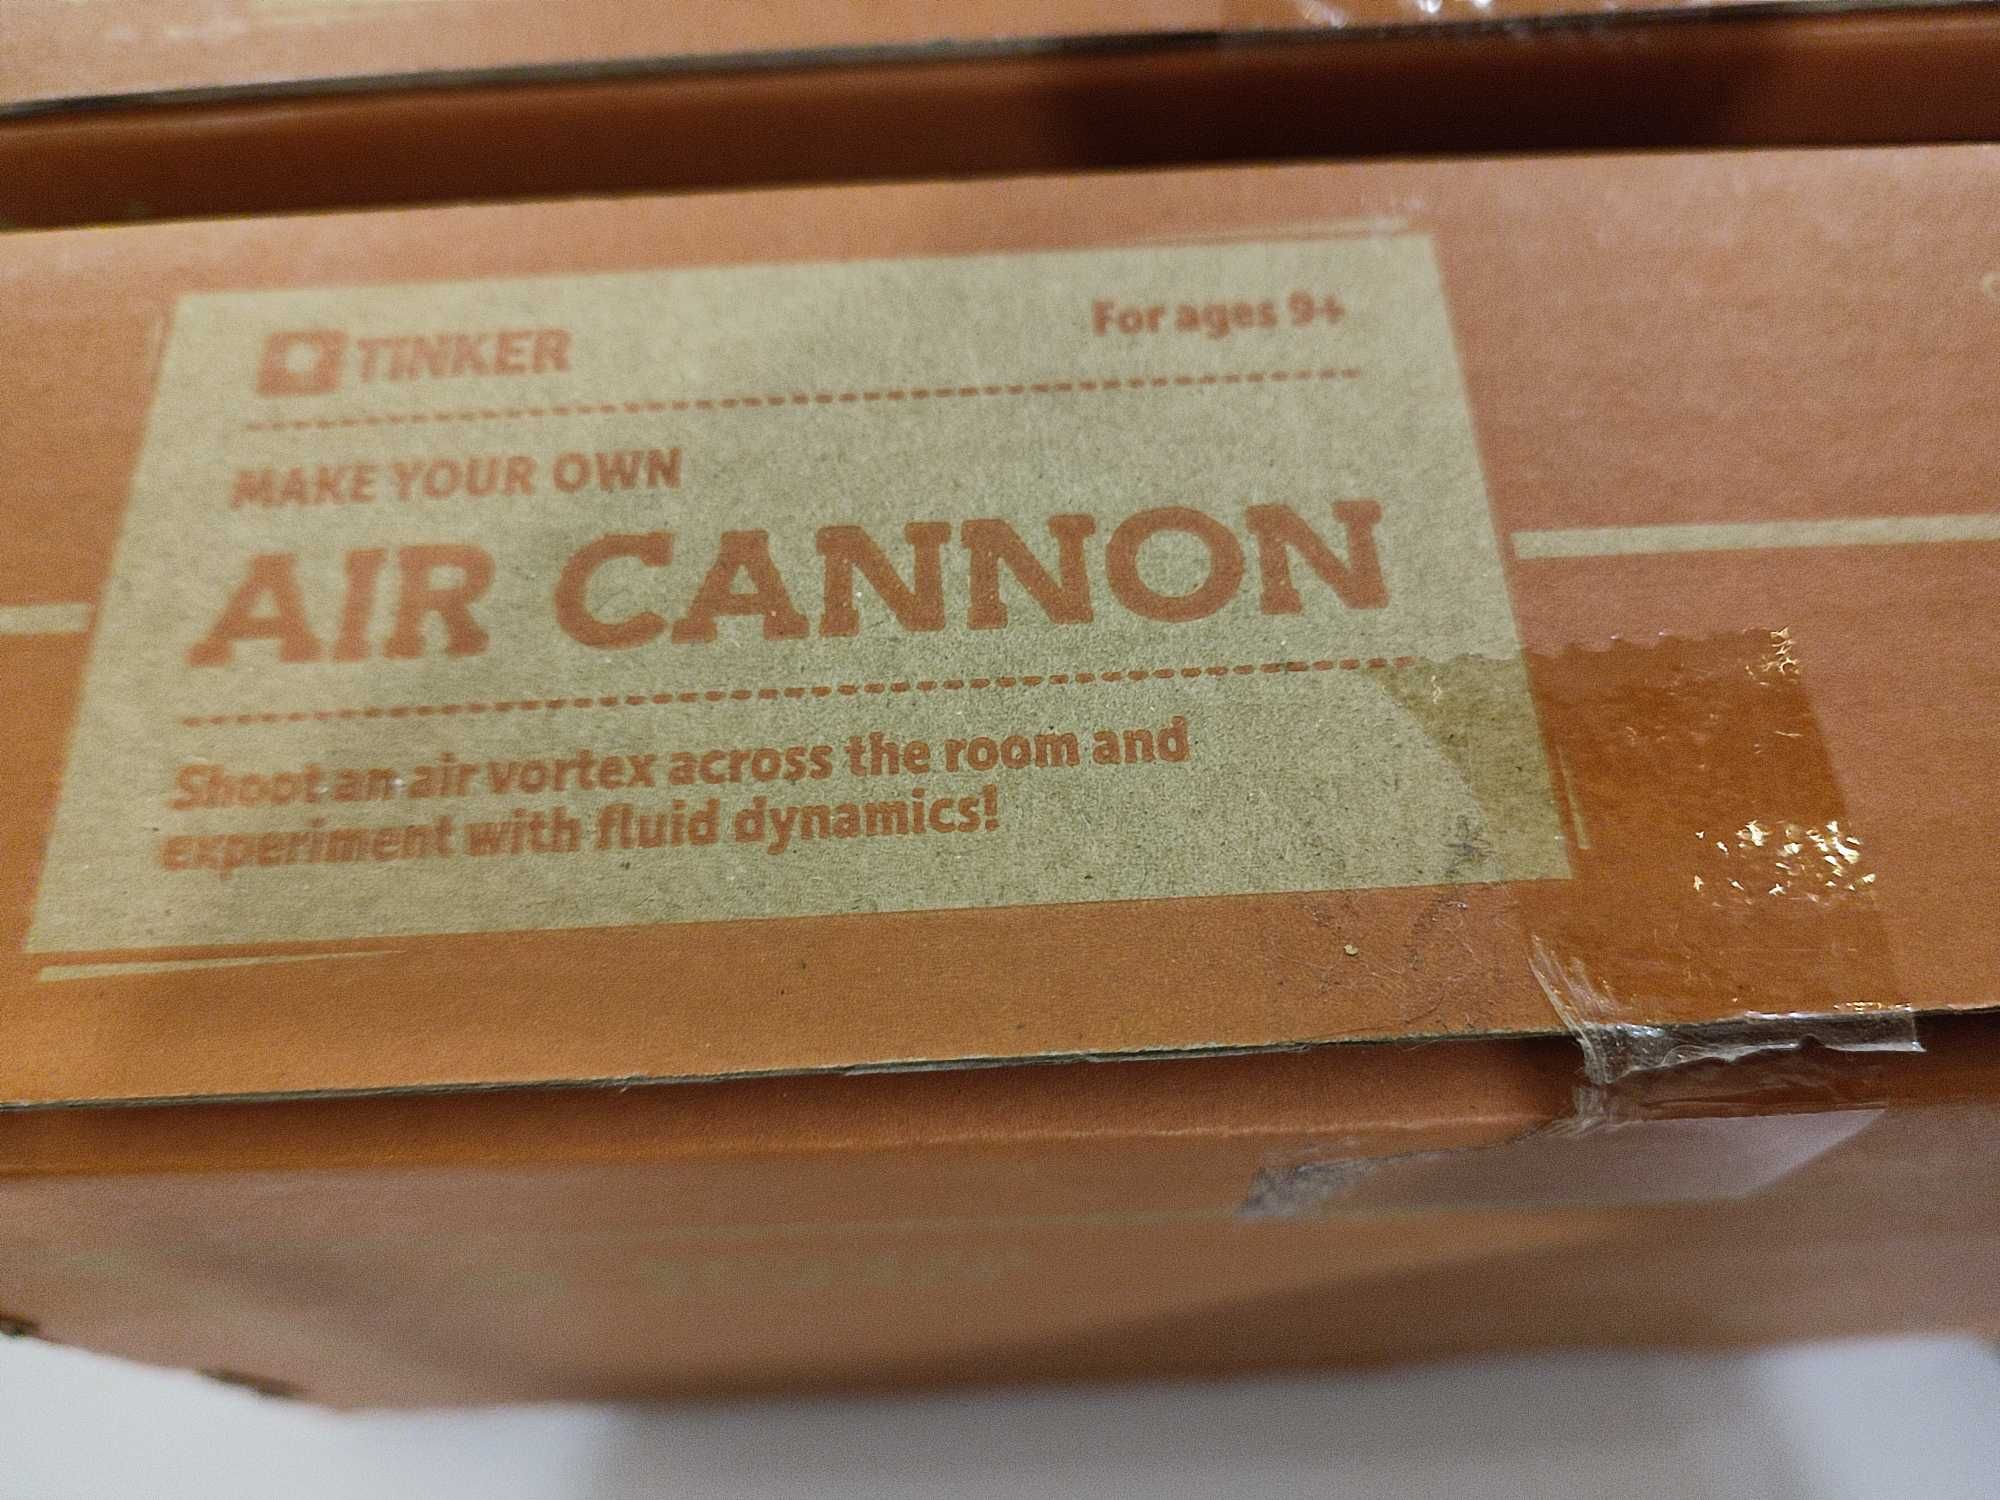 TINKER
For ages 9+
MAKE YOUR OWN
AIR CANNON
Shoot an air vortex across the room and
experiment with fluid dynamics!